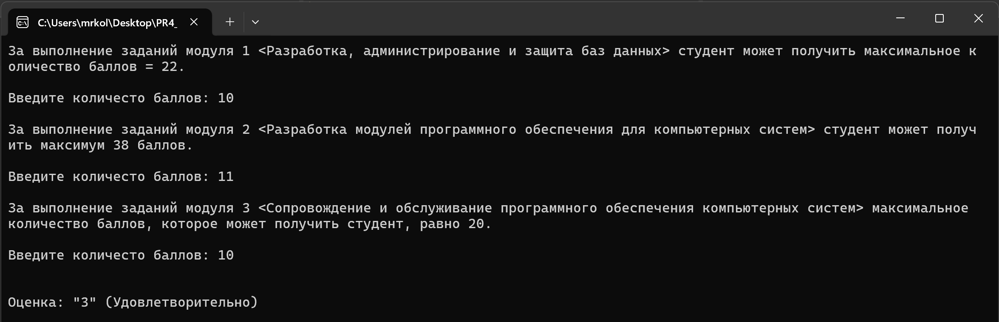 C:\Users\mrkol\Desktop\PR4_
За выполнение заданий модуля 1 <Разработка, администрирование и защита баз данных> студент может получить максимальное к
оличество баллов = 22.
Введите количесто баллов: 10
За выполнение заданий модуля 2 <Разработка модулей программного обеспечения для компьютерных систем> студент может получ
ить максимум 38 баллов.
Введите количесто баллов: 11
За выполнение заданий модуля 3 <Сопровождение и обслуживание программного обеспечения компьютерных систем> максимальное
количество баллов, которое может получить студент, равно 20.
Введите количесто баллов: 10
Оценка: "3" (Удовлетворительно)